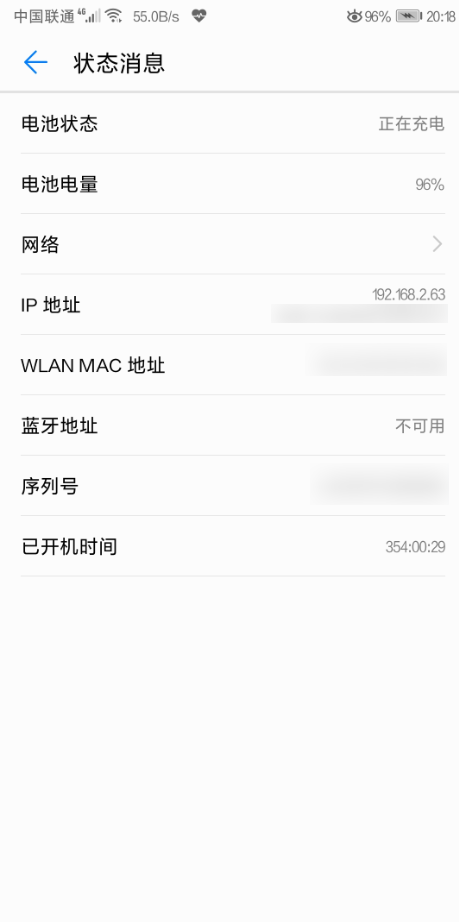 中国联通 4G 55.0B/s 96% 20:18
状态消息
电池状态 正在充电
电池电量 96%
网络
IP 地址 192.168.2.63
WLAN MAC 地址
蓝牙地址 不可用
序列号
已开机时间 354:00:29